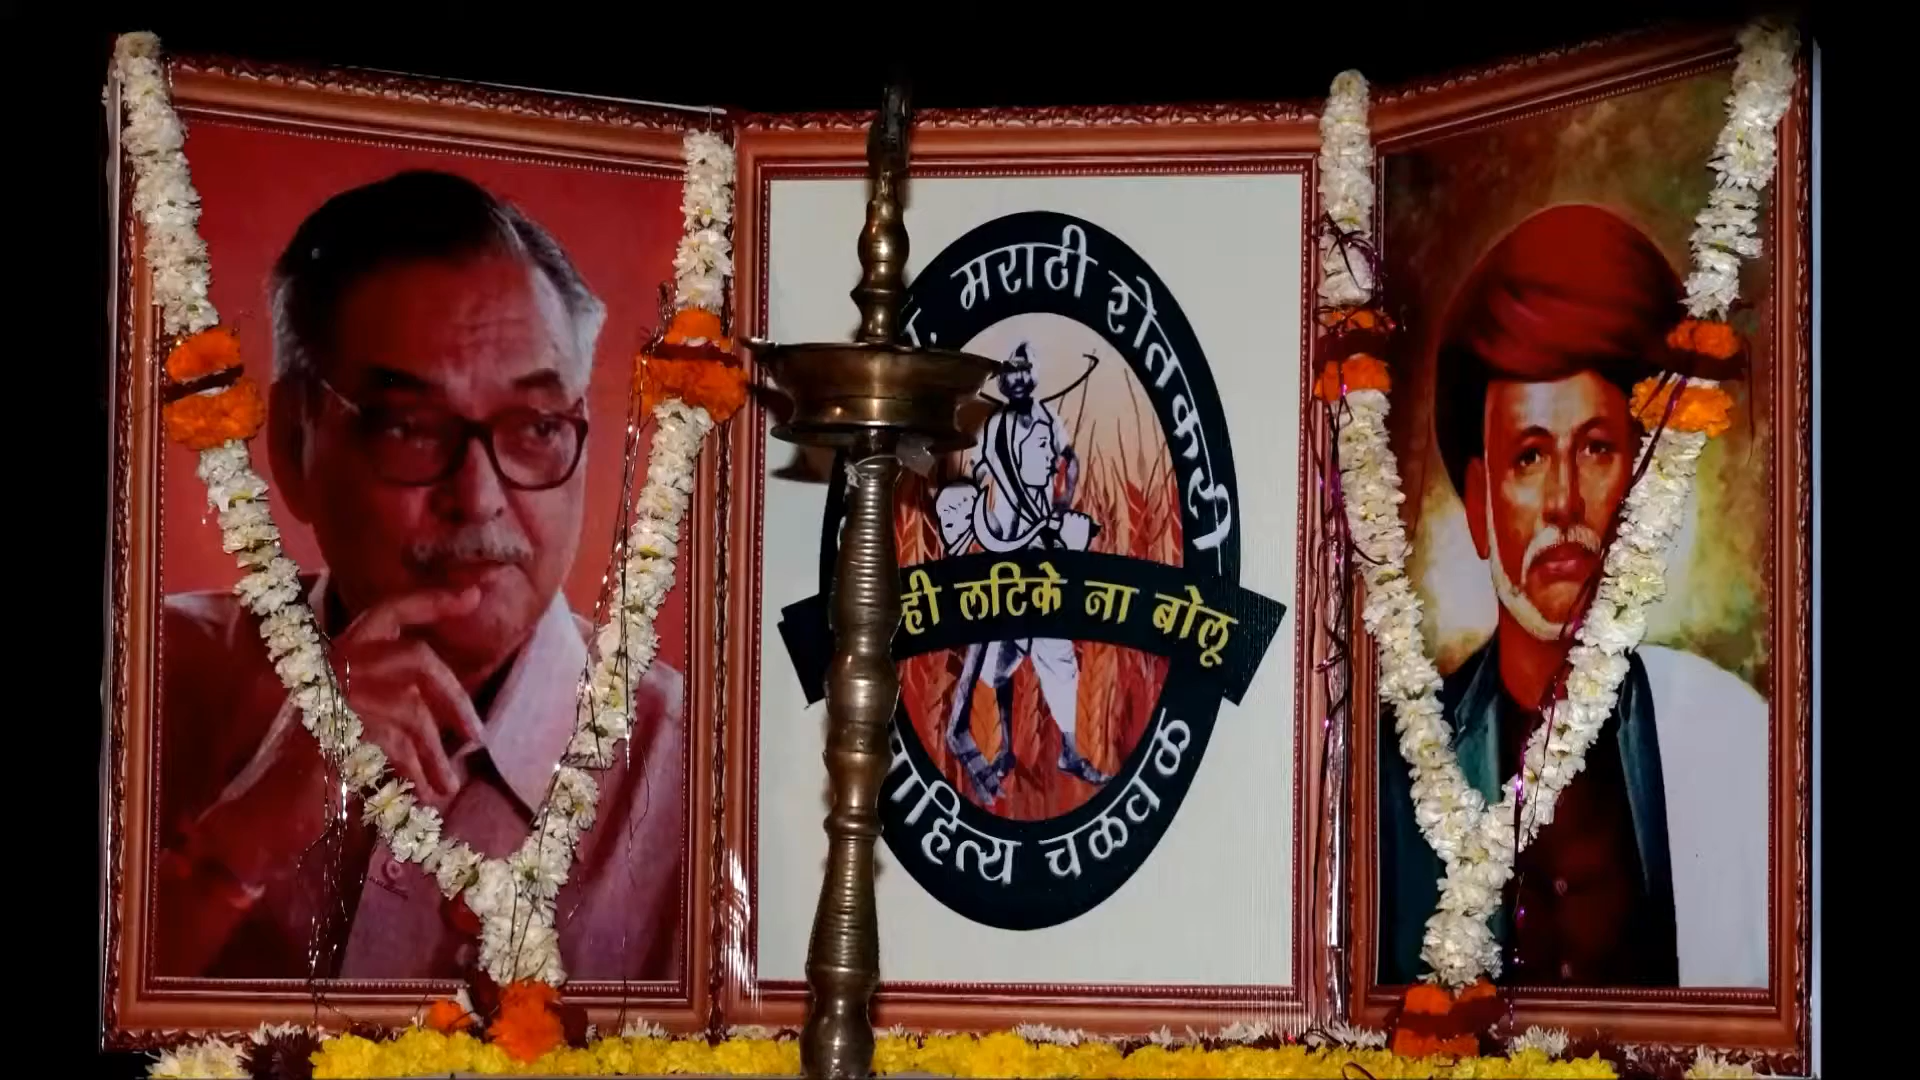 मराठी शेतकरी
ही लटिके ना बोलू
साहित्य चळवळ